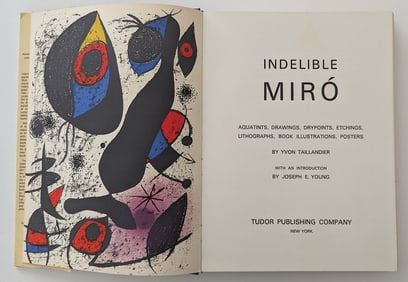 INDELIBLE
MIRÓ
AQUATINTS, DRAWINGS, DRYPOINTS, ETCHINGS,
LITHOGRAPHS, BOOK ILLUSTRATIONS, POSTERS
BY YVON TAILLANDIER
WITH AN INTRODUCTION
BY JOSEPH E. YOUNG
TUDOR PUBLISHING COMPANY
NEW YORK